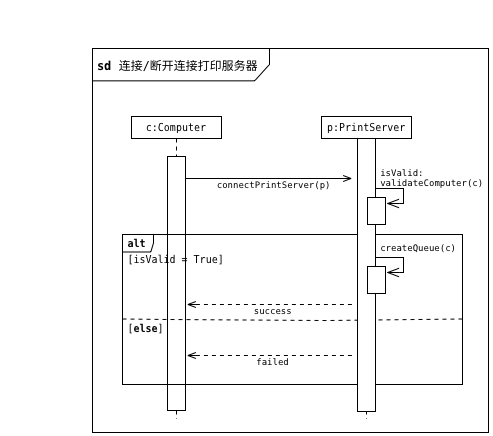 sd 连接/断开连接打印服务器
c:Computer
p:PrintServer
connectPrintServer(p)
isValid:
validateComputer(c)
alt
[isValid = True]
createQueue(c)
success
[else]
failed